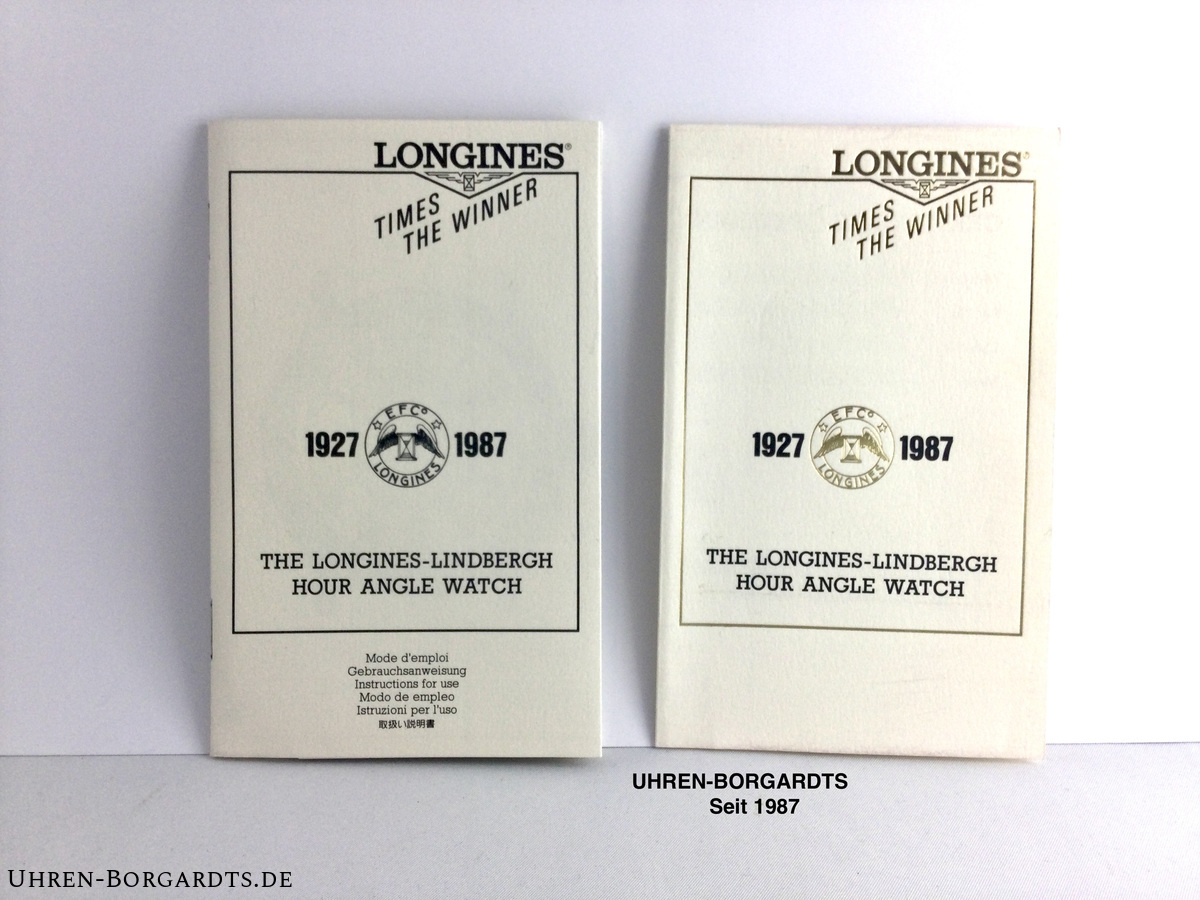 LONGINES®
TIMES
THE WINNER
1927 EFCº LONGINES 1987
THE LONGINES-LINDBERGH
HOUR ANGLE WATCH
Mode d'emploi
Gebrauchsanweisung
Instructions for use
Modo de empleo
Istruzioni per l'uso
取扱い説明書
LONGINES®
TIMES
THE WINNER
1927 EFCº LONGINES 1987
THE LONGINES-LINDBERGH
HOUR ANGLE WATCH
UHREN-BORGARDTS
Seit 1987
UHREN-BORGARDTS.DE